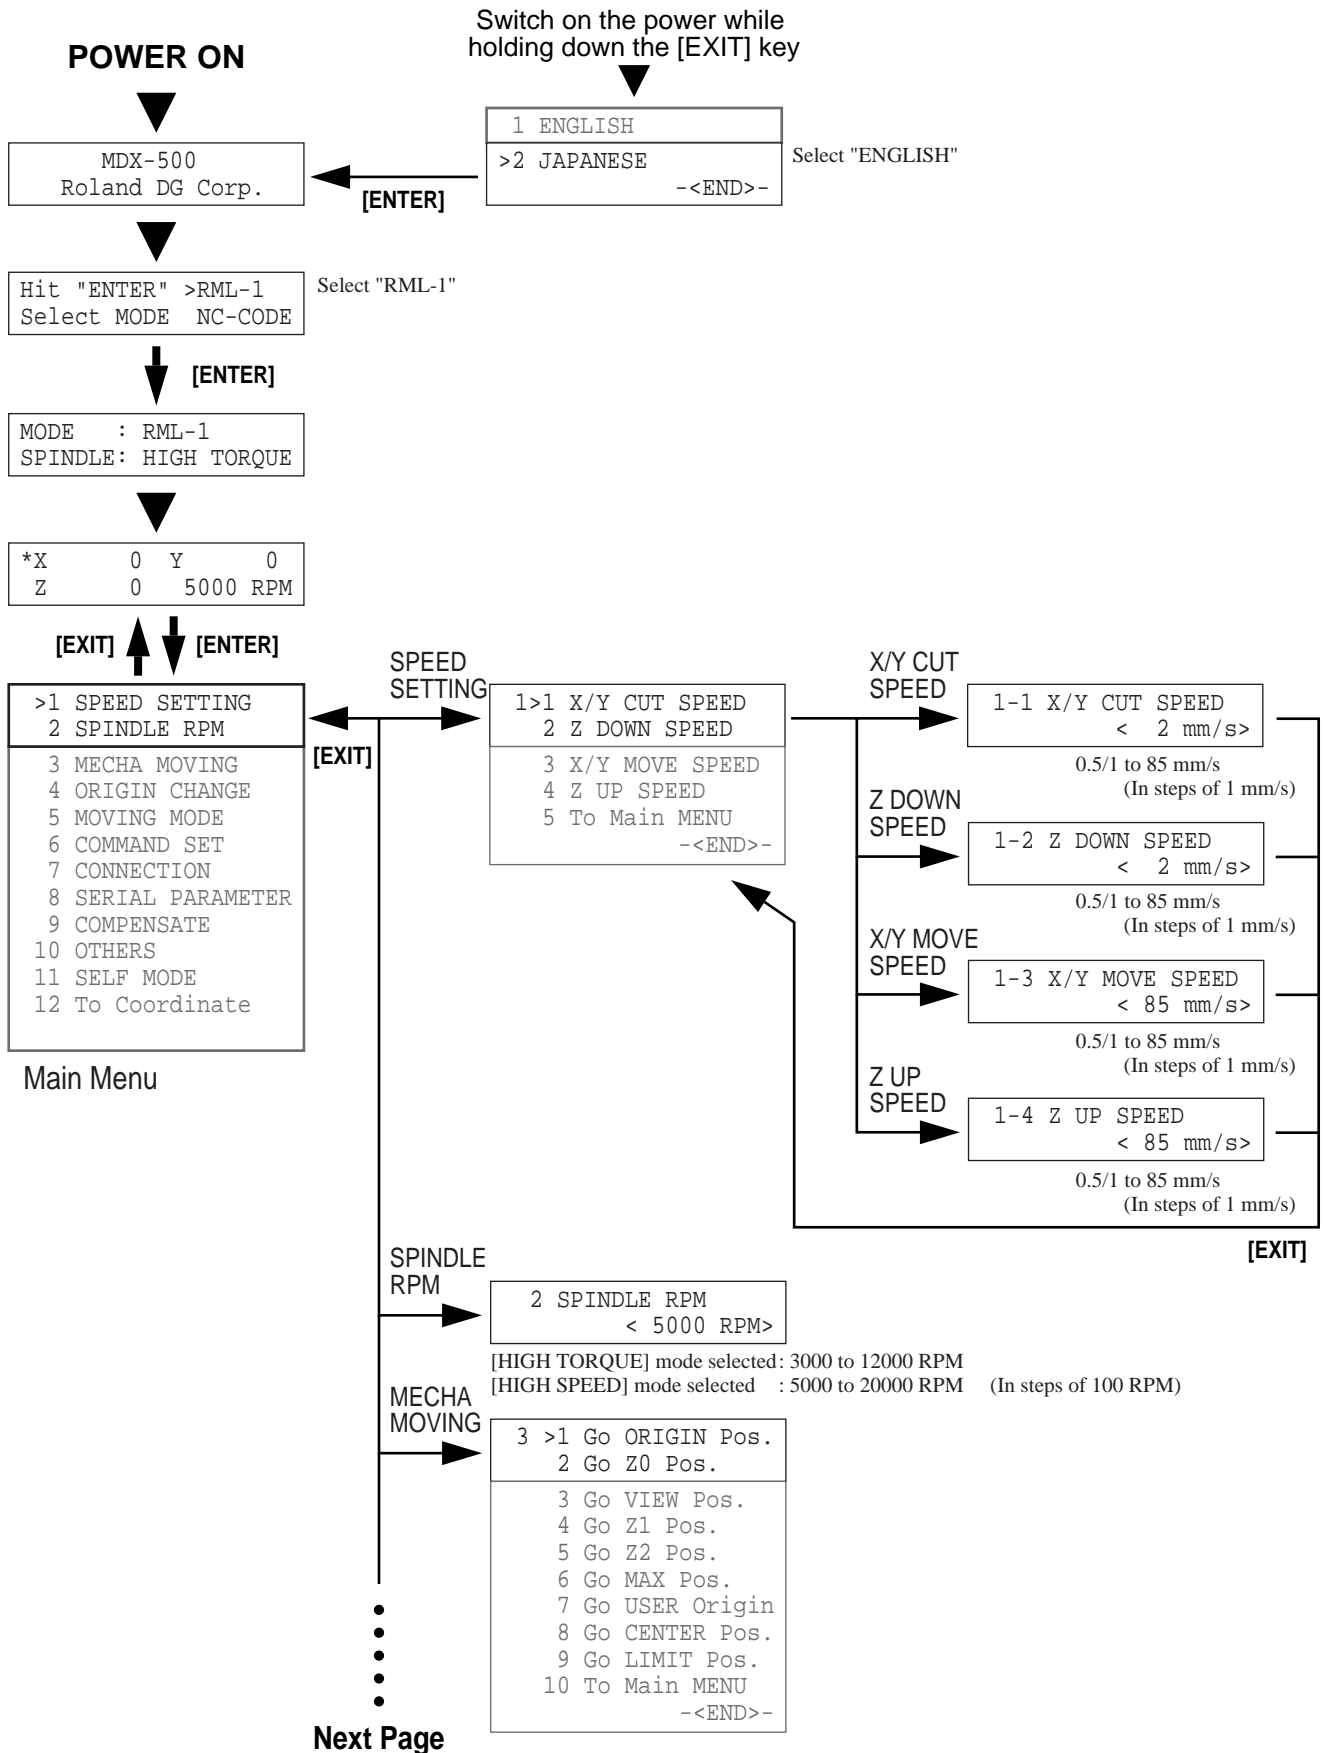 Switch on the power while
holding down the [EXIT] key
POWER ON
1 ENGLISH
>2 JAPANESE
-<END>-
Select "ENGLISH"
MDX-500
Roland DG Corp.
[ENTER]
Hit "ENTER" >RML-1
Select MODE NC-CODE
Select "RML-1"
[ENTER]
MODE : RML-1
SPINDLE: HIGH TORQUE
*X 0 Y 0
Z 0 5000 RPM
[EXIT]
[ENTER]
>1 SPEED SETTING
2 SPINDLE RPM
3 MECHA MOVING
4 ORIGIN CHANGE
5 MOVING MODE
6 COMMAND SET
7 CONNECTION
8 SERIAL PARAMETER
9 COMPENSATE
10 OTHERS
11 SELF MODE
12 To Coordinate
Main Menu
[EXIT]
SPEED
SETTING
1>1 X/Y CUT SPEED
2 Z DOWN SPEED
3 X/Y MOVE SPEED
4 Z UP SPEED
5 To Main MENU
-<END>-
X/Y CUT
SPEED
1-1 X/Y CUT SPEED
< 2 mm/s>
0.5/1 to 85 mm/s
(In steps of 1 mm/s)
Z DOWN
SPEED
1-2 Z DOWN SPEED
< 2 mm/s>
0.5/1 to 85 mm/s
(In steps of 1 mm/s)
X/Y MOVE
SPEED
1-3 X/Y MOVE SPEED
< 85 mm/s>
0.5/1 to 85 mm/s
(In steps of 1 mm/s)
Z UP
SPEED
1-4 Z UP SPEED
< 85 mm/s>
0.5/1 to 85 mm/s
(In steps of 1 mm/s)
[EXIT]
SPINDLE
RPM
2 SPINDLE RPM
< 5000 RPM>
[HIGH TORQUE] mode selected: 3000 to 12000 RPM
[HIGH SPEED] mode selected : 5000 to 20000 RPM (In steps of 100 RPM)
MECHA
MOVING
3 >1 Go ORIGIN Pos.
2 Go Z0 Pos.
3 Go VIEW Pos.
4 Go Z1 Pos.
5 Go Z2 Pos.
6 Go MAX Pos.
7 Go USER Origin
8 Go CENTER Pos.
9 Go LIMIT Pos.
10 To Main MENU
-<END>-
Next Page